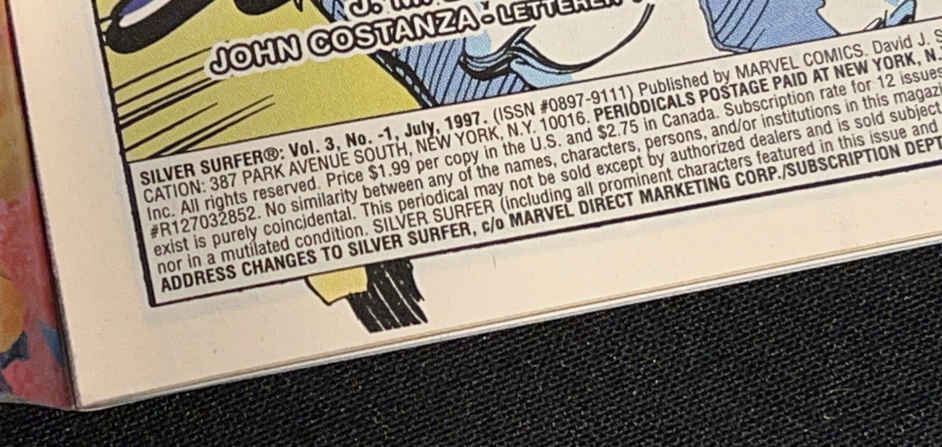 JOHN COSTANZA - LETTERER
SILVER SURFER®: Vol. 3, No. -1, July, 1997. (ISSN #0897-9111) Published by MARVEL COMICS. David J. S
CATION: 387 PARK AVENUE SOUTH, NEW YORK, N.Y. 10016. PERIODICALS POSTAGE PAID AT NEW YORK, N.
Inc. All rights reserved. Price $1.99 per copy in the U.S. and $2.75 in Canada. Subscription rate for 12 issues
#R127032852. No similarity between any of the names, characters, persons, and/or institutions in this magazi
exist is purely coincidental. This periodical may not be sold except by authorized dealers and is sold subject
nor in a mutilated condition. SILVER SURFER (including all prominent characters featured in this issue and
ADDRESS CHANGES TO SILVER SURFER, c/o MARVEL DIRECT MARKETING CORP./SUBSCRIPTION DEPT